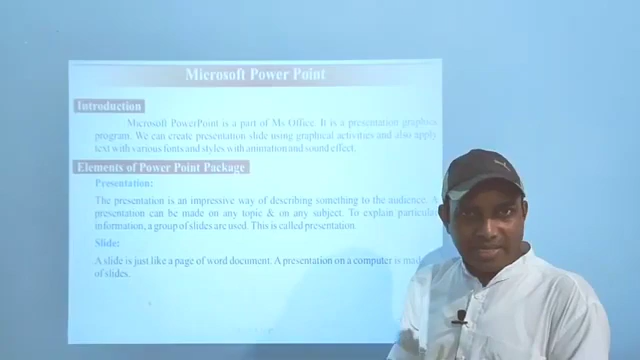 Microsoft Power Point
Introduction
Microsoft PowerPoint is a part of Ms Office. It is a presentation graphics
program. We can create presentation slide using graphical activities and also apply
text with various fonts and styles with animation and sound effect.
Elements of Power Point Package
Presentation:
The presentation is an impressive way of describing something to the audience. A
presentation can be made on any topic & on any subject. To explain particular
information, a group of slides are used. This is called presentation.
Slide:
A slide is just like a page of word document. A presentation on a computer is made
of slides.